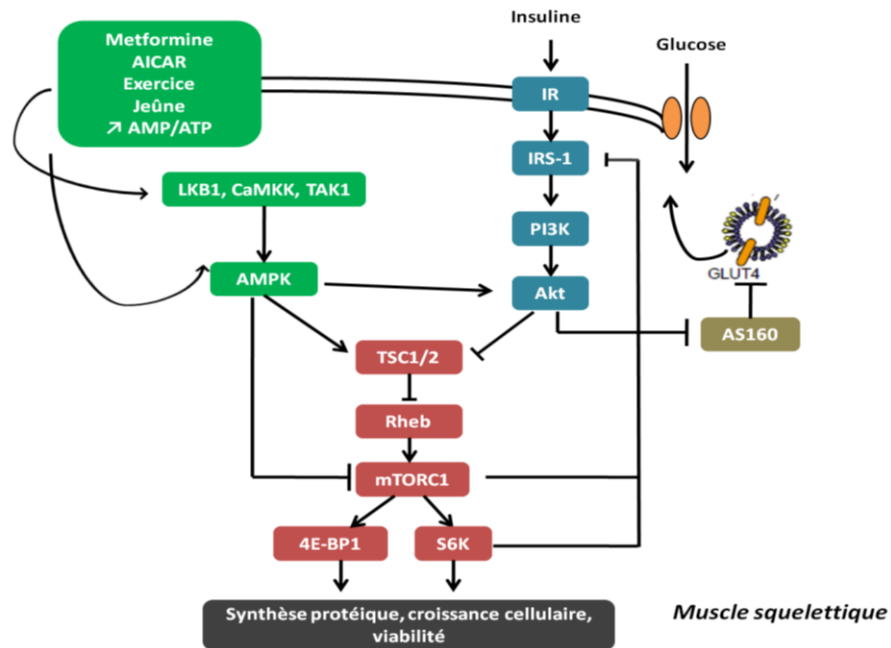 Insuline
Glucose
Metformine
AICAR
Exercice
Jeûne
↗ AMP/ATP
IR
IRS-1
LKB1, CaMKK, TAK1
PI3K
AMPK
Akt
GLUT4
AS160
TSC1/2
Rheb
mTORC1
4E-BP1
S6K
Synthèse protéique, croissance cellulaire,
viabilité
Muscle squelettique